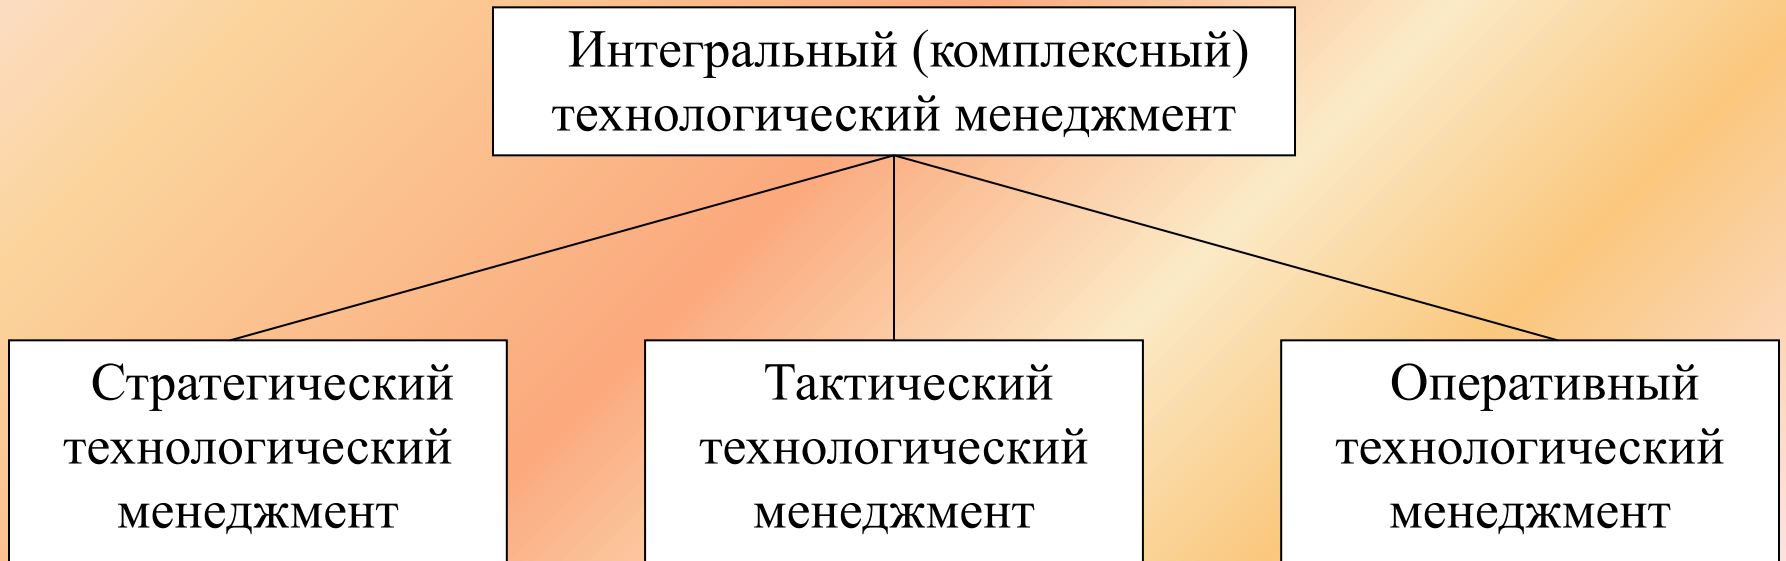 Интегральный (комплексный)
технологический менеджмент
Стратегический
технологический
менеджмент
Тактический
технологический
менеджмент
Оперативный
технологический
менеджмент